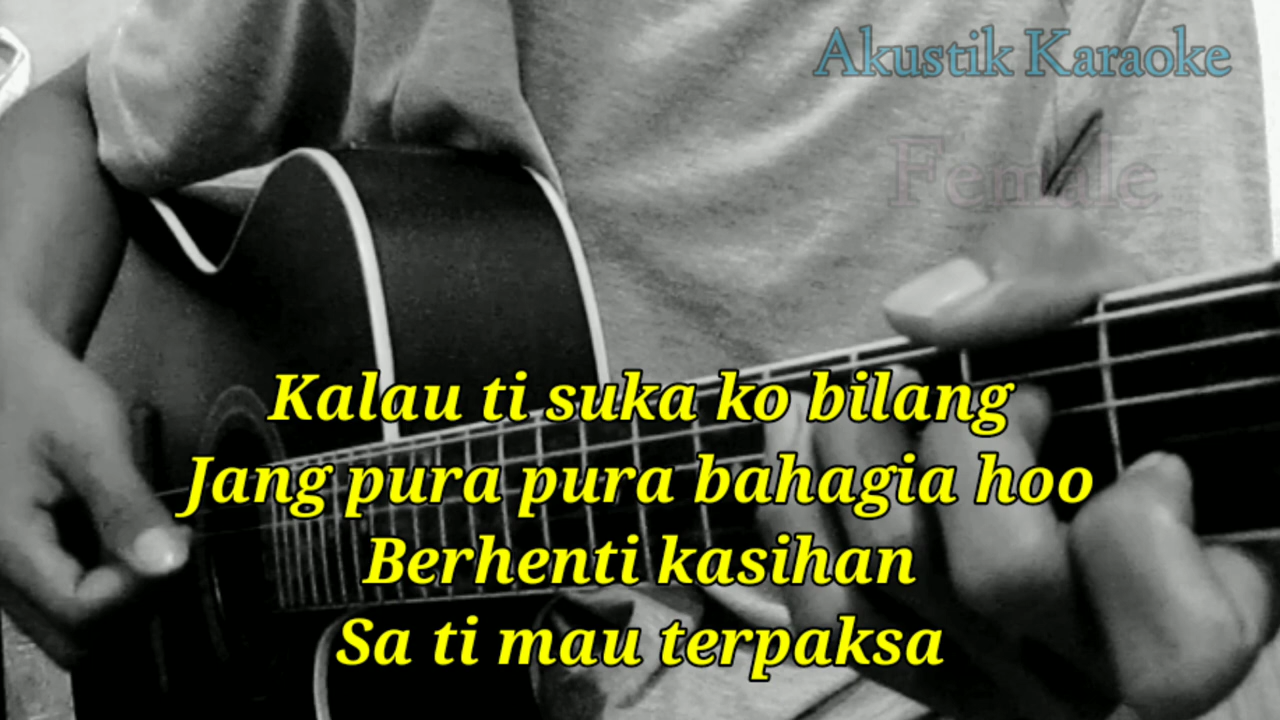 Akustik Karaoke
Female
Kalau ti suka ko bilang
Jang pura pura bahagia hoo
Berhenti kasihan
Sa ti mau terpaksa